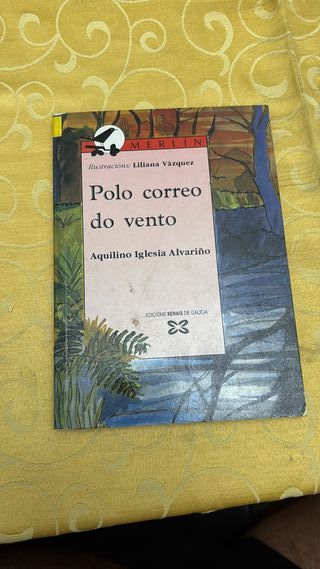 MERLÍN
Ilustracións: Liliana Vázquez
Polo correo
do vento
Aquilino Iglesia Alvariño
EDICIÓNS XERAIS DE GALICIA